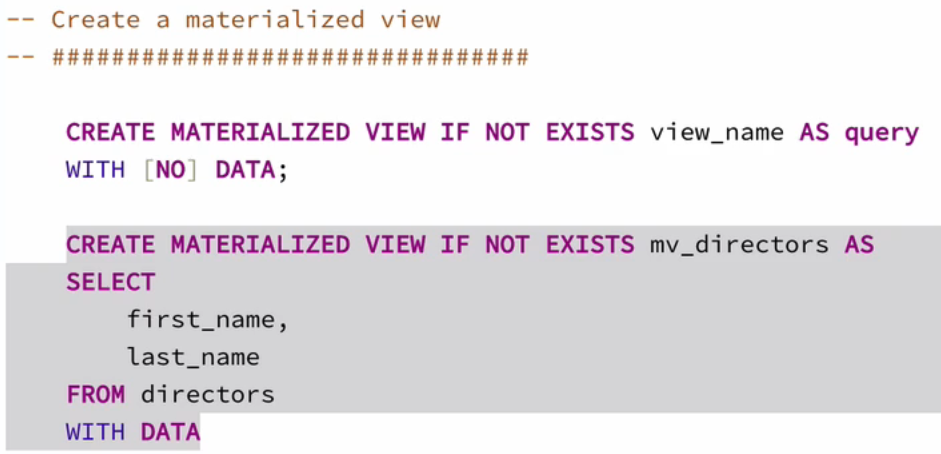 -- Create a materialized view
-- ################################
CREATE MATERIALIZED VIEW IF NOT EXISTS view_name AS query
WITH [NO] DATA;
CREATE MATERIALIZED VIEW IF NOT EXISTS mv_directors AS
SELECT
first_name,
last_name
FROM directors
WITH DATA